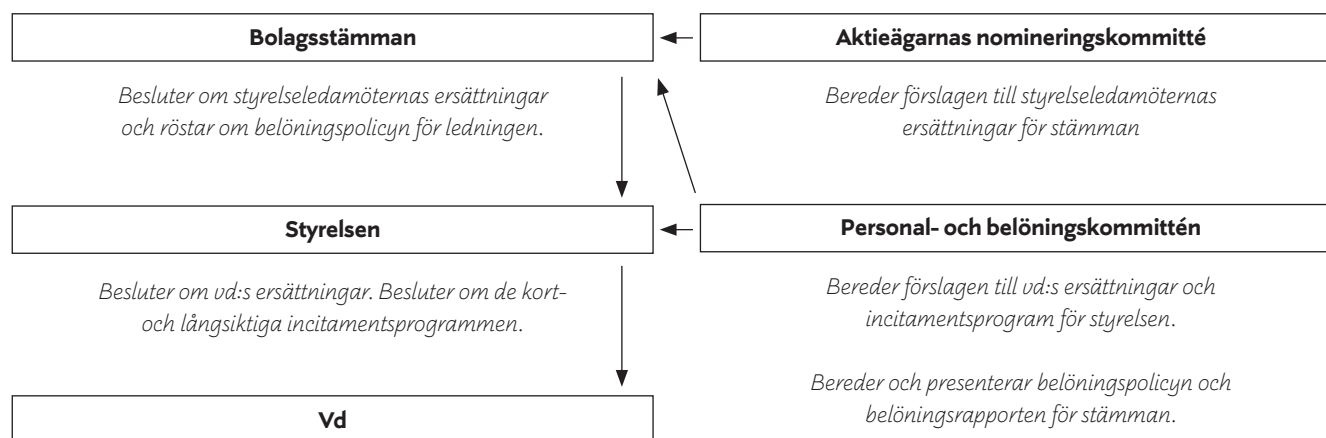 Bolagsstämman
Aktieägarnas nomineringskommitté
Besluter om styrelseledamöternas ersättningar
och röstar om belöningspolicyn för ledningen.
Bereder förslagen till styrelseledamöternas
ersättningar för stämman
Styrelsen
Personal- och belöningskommittén
Besluter om vd:s ersättningar. Besluter om de kort-
och långsiktiga incitamentsprogrammen.
Bereder förslagen till vd:s ersättningar och
incitamentsprogram för styrelsen.
Bereder och presenterar belöningspolicyn och
belöningsrapporten för stämman.
Vd